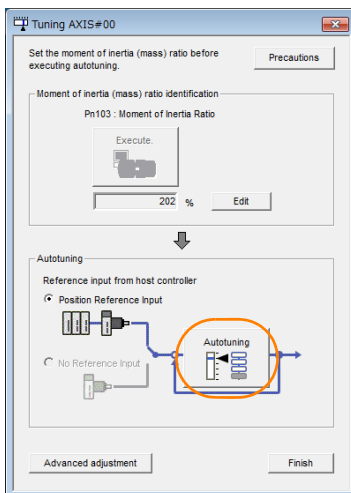 Tuning AXIS#00
Set the moment of inertia (mass) ratio before
executing autotuning.
Precautions
Moment of inertia (mass) ratio identification
Pn103 : Moment of Inertia Ratio
Execute.
202 %
Edit
Autotuning
Reference input from host controller
Position Reference Input
Autotuning
No Reference Input
Advanced adjustment
Finish